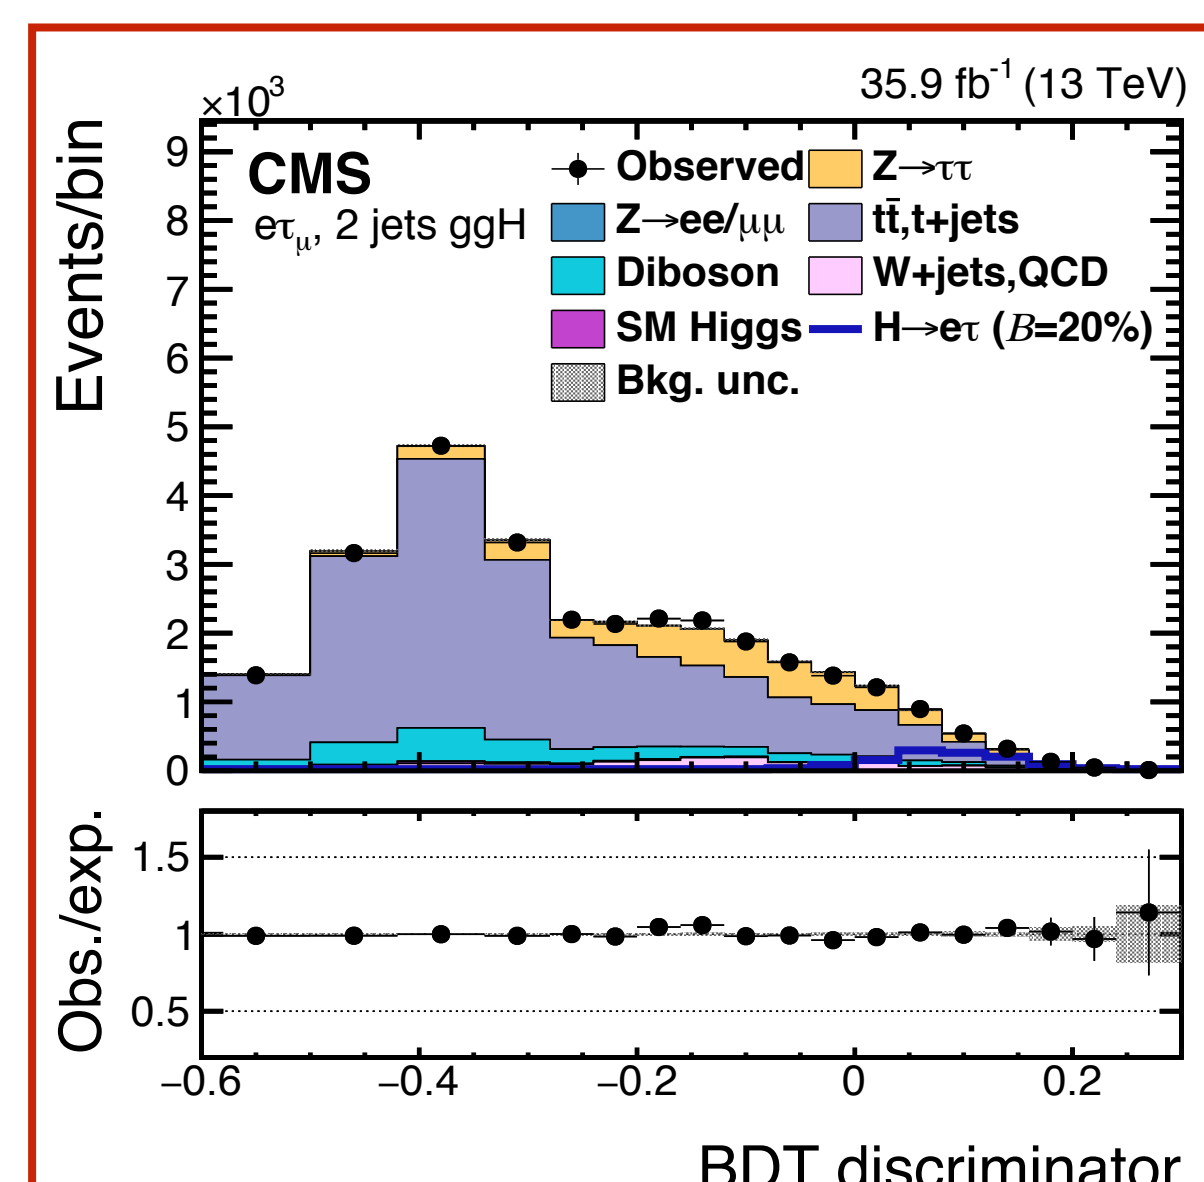 35.9 fb⁻¹ (13 TeV)
×10³
Events/bin
CMS
eτμ, 2 jets ggH
Observed
Z→ττ
Z→ee/μμ
tt̄,t+jets
Diboson
W+jets,QCD
SM Higgs
H→eτ (B=20%)
Bkg. unc.
9
8
7
6
5
4
3
2
1
0
Obs./exp.
1.5
1
0.5
−0.6 −0.4 −0.2 0 0.2
BDT discriminator